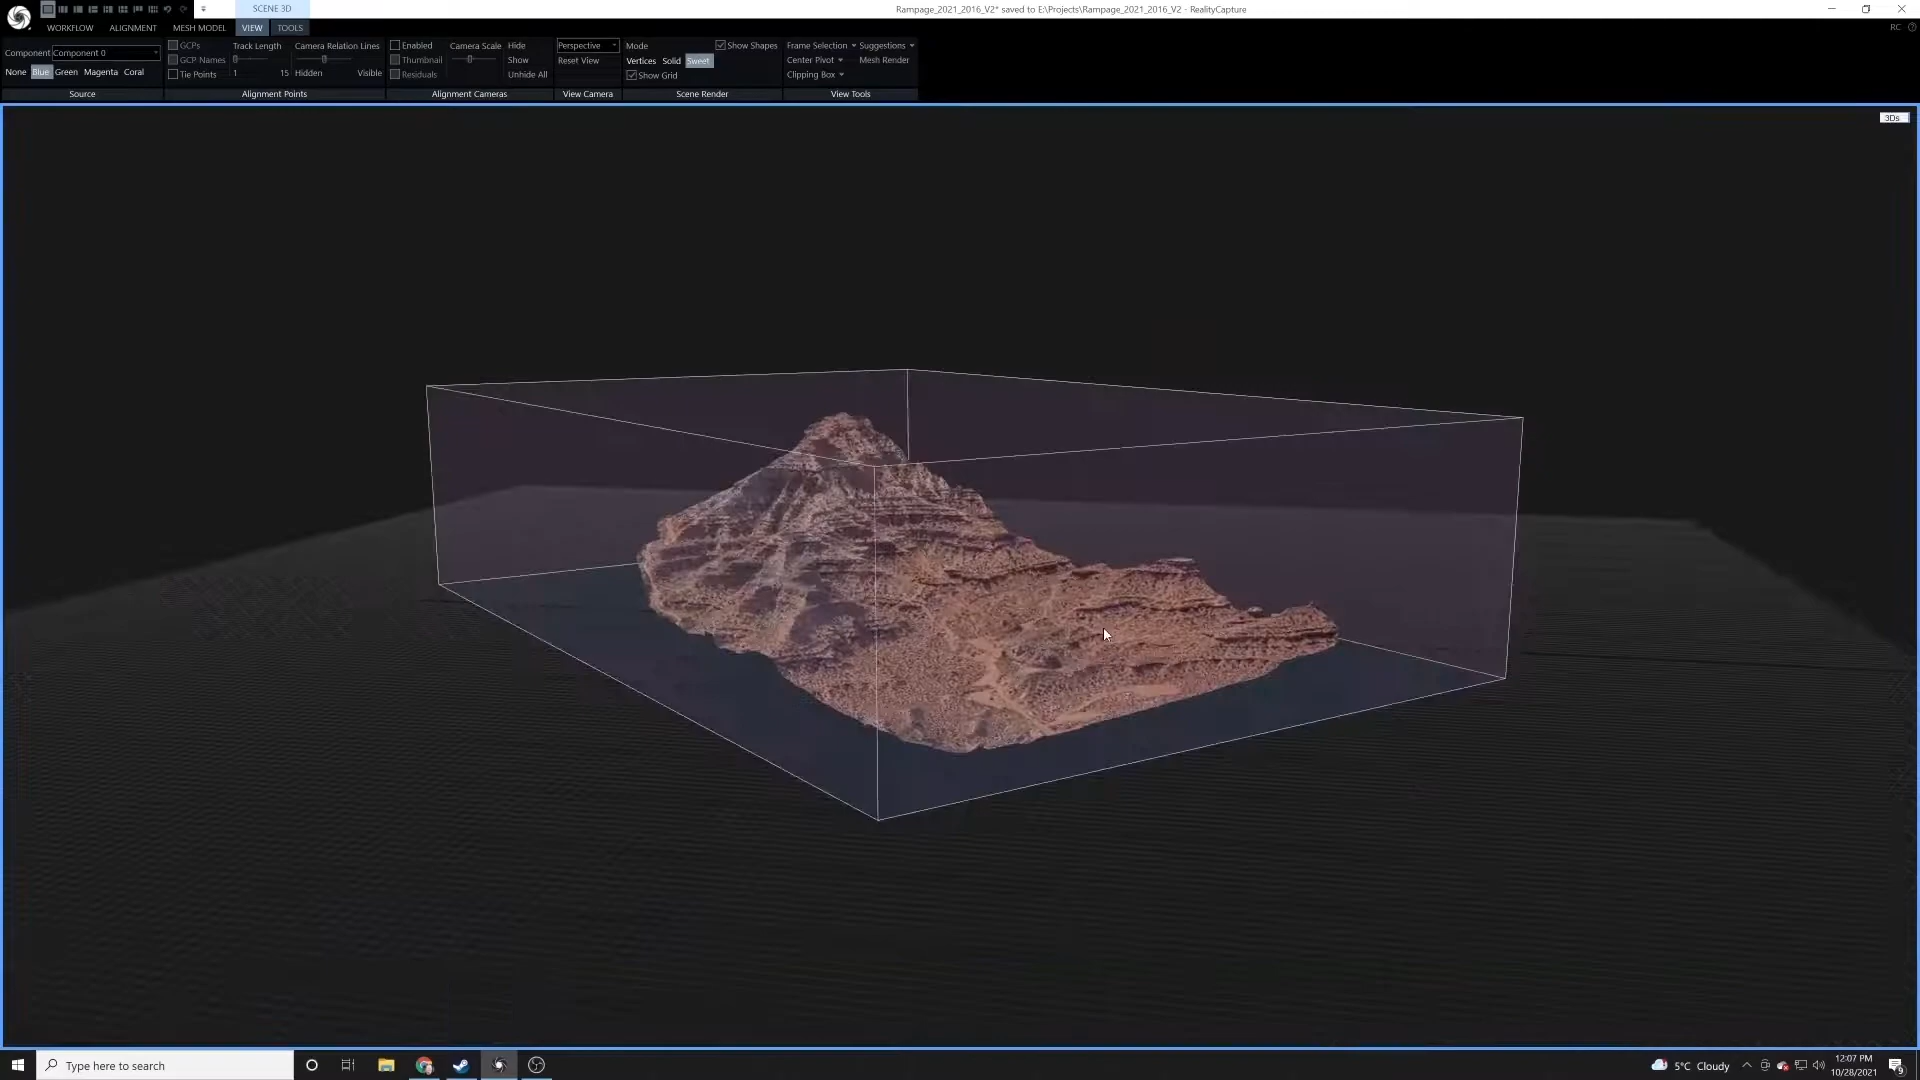 SCENE 3D
Rampage_2021_2016_V2* saved to E:\Projects\Rampage_2021_2016_V2 - RealityCapture
WORKFLOW ALIGNMENT MESH MODEL VIEW TOOLS RC
Component Component 0
None Blue Green Magenta Coral
Source
GCPs Track Length Camera Relation Lines
GCP Names
Tie Points 1 15 Hidden Visible
Alignment Points
Enabled Camera Scale Hide
Thumbnail Show
Residuals Unhide All
Alignment Cameras
Perspective
Reset View
View Camera
Mode Show Shapes
Vertices Solid Sweet
Show Grid
Scene Render
Frame Selection Suggestions
Center Pivot Mesh Render
Clipping Box
View Tools
3Ds
Type here to search
5°C Cloudy
12:07 PM
10/28/2021
9